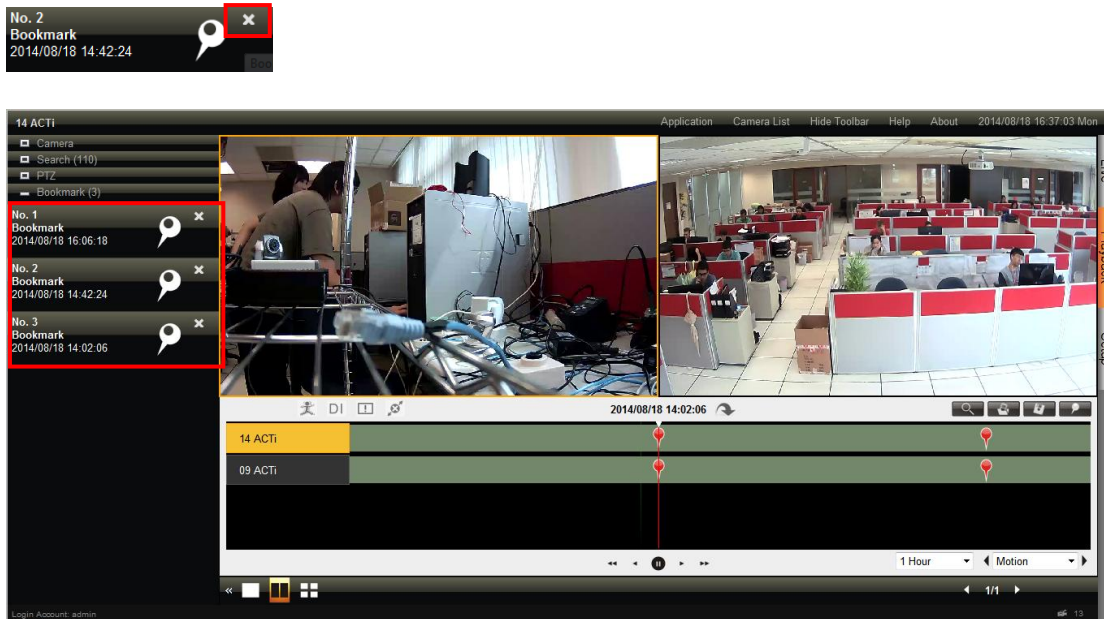 No. 2
Bookmark
2014/08/18 14:42:24
14 ACTi
Application Camera List Hide Toolbar Help About 2014/08/18 16:37:03 Mon
Camera
Search (110)
PTZ
Bookmark (3)
No. 1
Bookmark
2014/08/18 16:06:18
No. 2
Bookmark
2014/08/18 14:42:24
No. 3
Bookmark
2014/08/18 14:02:06
DI
2014/08/18 14:02:06
14 ACTi
09 ACTi
1 Hour
Motion
1/1
Login Account: admin
13